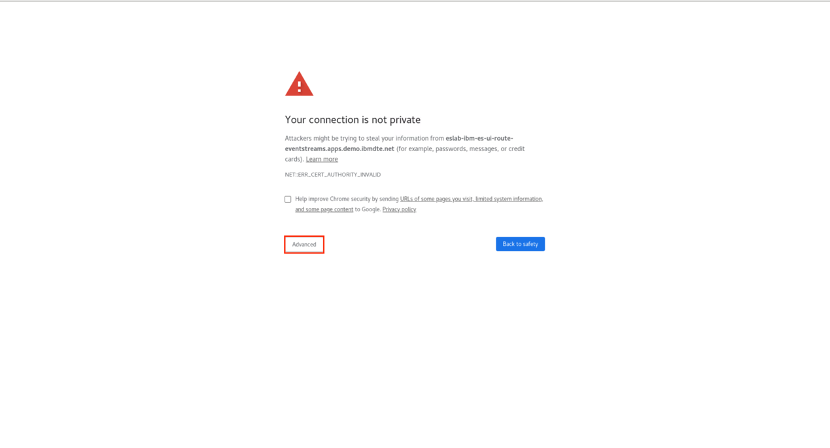 Your connection is not private
Attackers might be trying to steal your information from eslab-ibm-es-ui-route-
eventstreams.apps.demo.ibmdte.net (for example, passwords, messages, or credit
cards). Learn more
NET::ERR_CERT_AUTHORITY_INVALID
Help improve Chrome security by sending URLs of some pages you visit, limited system information,
and some page content to Google. Privacy policy
Advanced
Back to safety